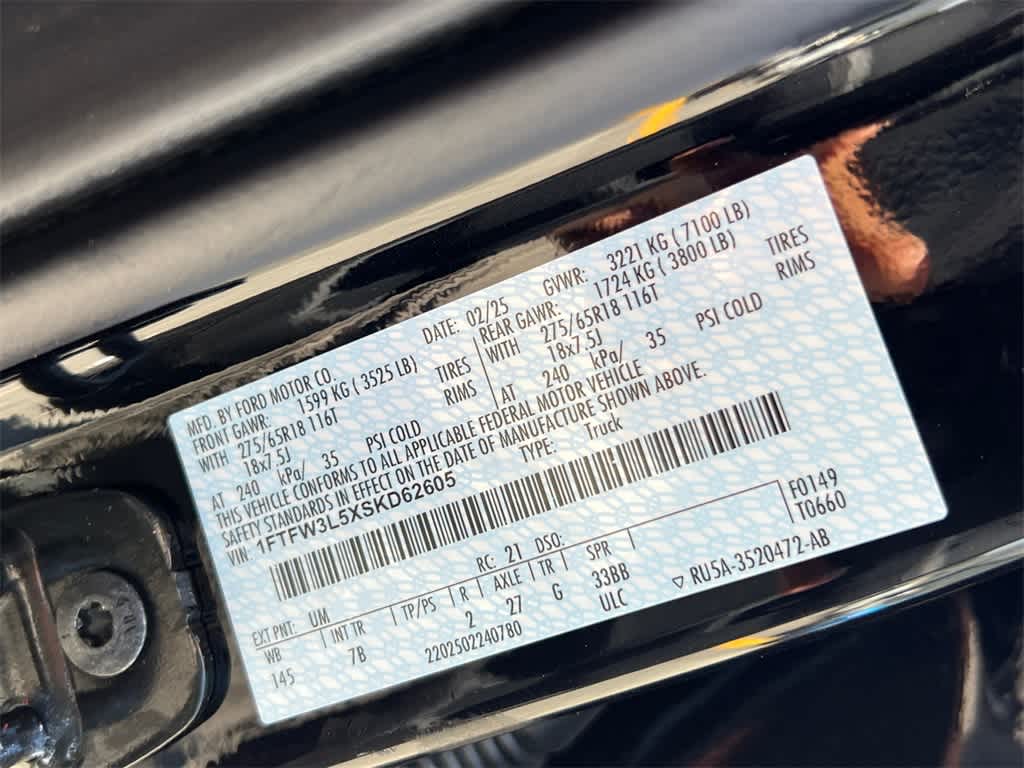 MFD. BY FORD MOTOR CO.
DATE: 02/25 GVWR: 3221 KG ( 7100 LB)
FRONT GAWR: 1599 KG ( 3525 LB) REAR GAWR: 1724 KG ( 3800 LB)
WITH 275/65R18 116T TIRES WITH 275/65R18 116T TIRES
18x7.5J RIMS 18x7.5J RIMS
AT 240 kPa/ 35 PSI COLD AT 240 kPa/ 35 PSI COLD
THIS VEHICLE CONFORMS TO ALL APPLICABLE FEDERAL MOTOR VEHICLE
SAFETY STANDARDS IN EFFECT ON THE DATE OF MANUFACTURE SHOWN ABOVE.
VIN: 1FTFW3L5XSKD62605 TYPE: Truck
F0149
T0660
EXT PNT: UM RC: 21 DSO:
WB INT TR TP/PS R AXLE TR SPR
145 7B 2 27 G 33BB
2202502240780 ULC ▽ RU5A-3520472-AB